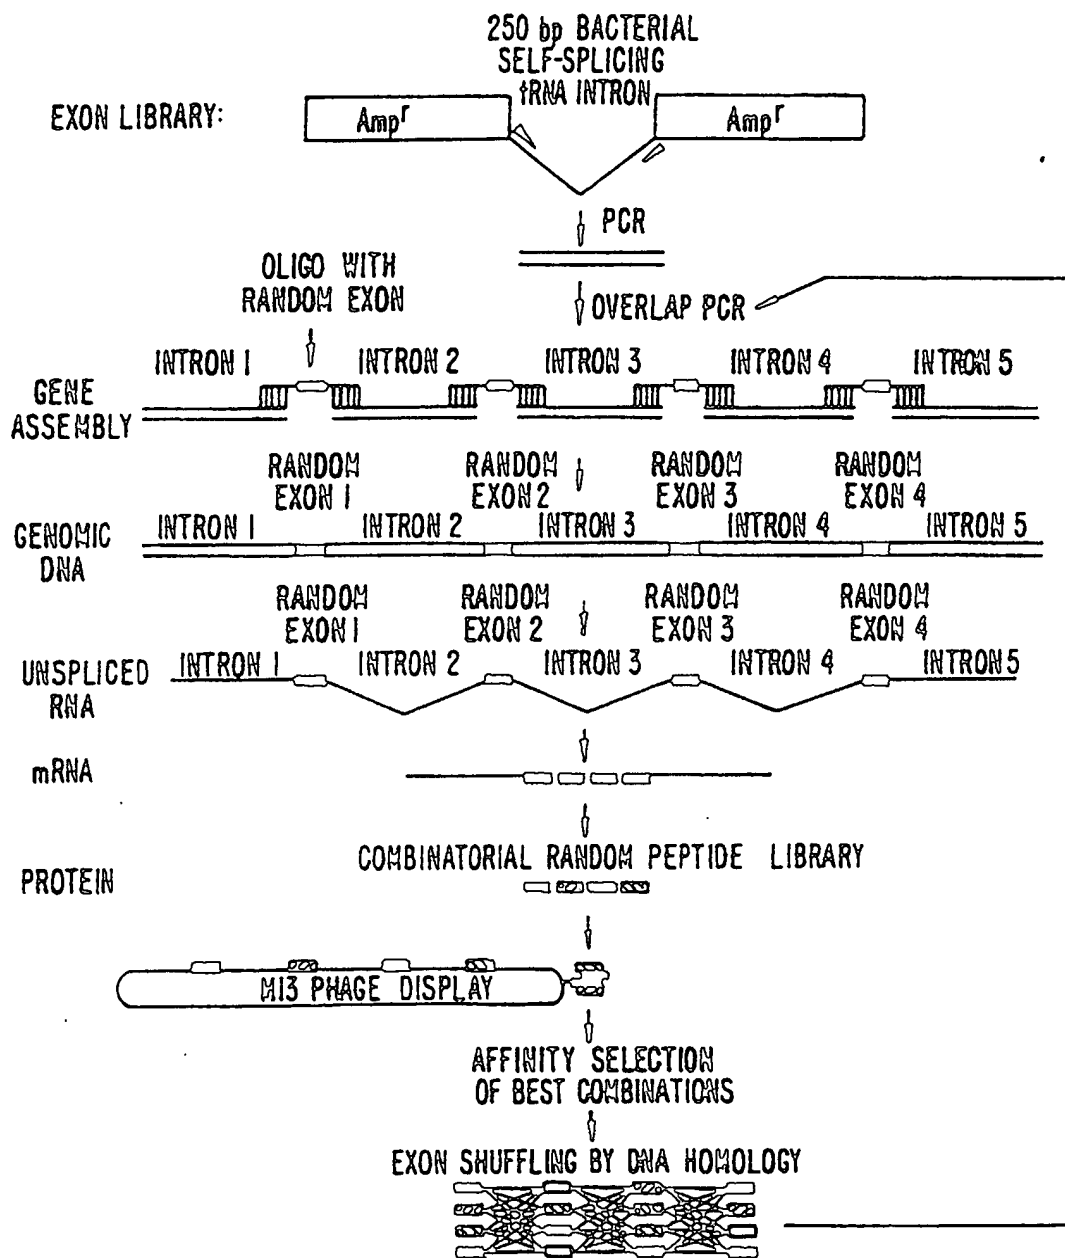 250 bp BACTERIAL
SELF-SPLICING
tRNA INTRON
EXON LIBRARY:
Ampr
Ampr
PCR
OLIGO WITH
RANDOM EXON
OVERLAP PCR
INTRON 1 INTRON 2 INTRON 3 INTRON 4 INTRON 5
GENE
ASSEMBLY
RANDOM RANDOM RANDOM RANDOM
EXON 1 EXON 2 EXON 3 EXON 4
INTRON 1 INTRON 2 INTRON 3 INTRON 4 INTRON 5
GENOMIC
DNA
RANDOM RANDOM RANDOM RANDOM
EXON 1 EXON 2 EXON 3 EXON 4
INTRON 1 INTRON 2 INTRON 3 INTRON 4 INTRON 5
UNSPLICED
RNA
mRNA
COMBINATORIAL RANDOM PEPTIDE LIBRARY
PROTEIN
M13 PHAGE DISPLAY
AFFINITY SELECTION
OF BEST COMBINATIONS
EXON SHUFFLING BY DNA HOMOLOGY